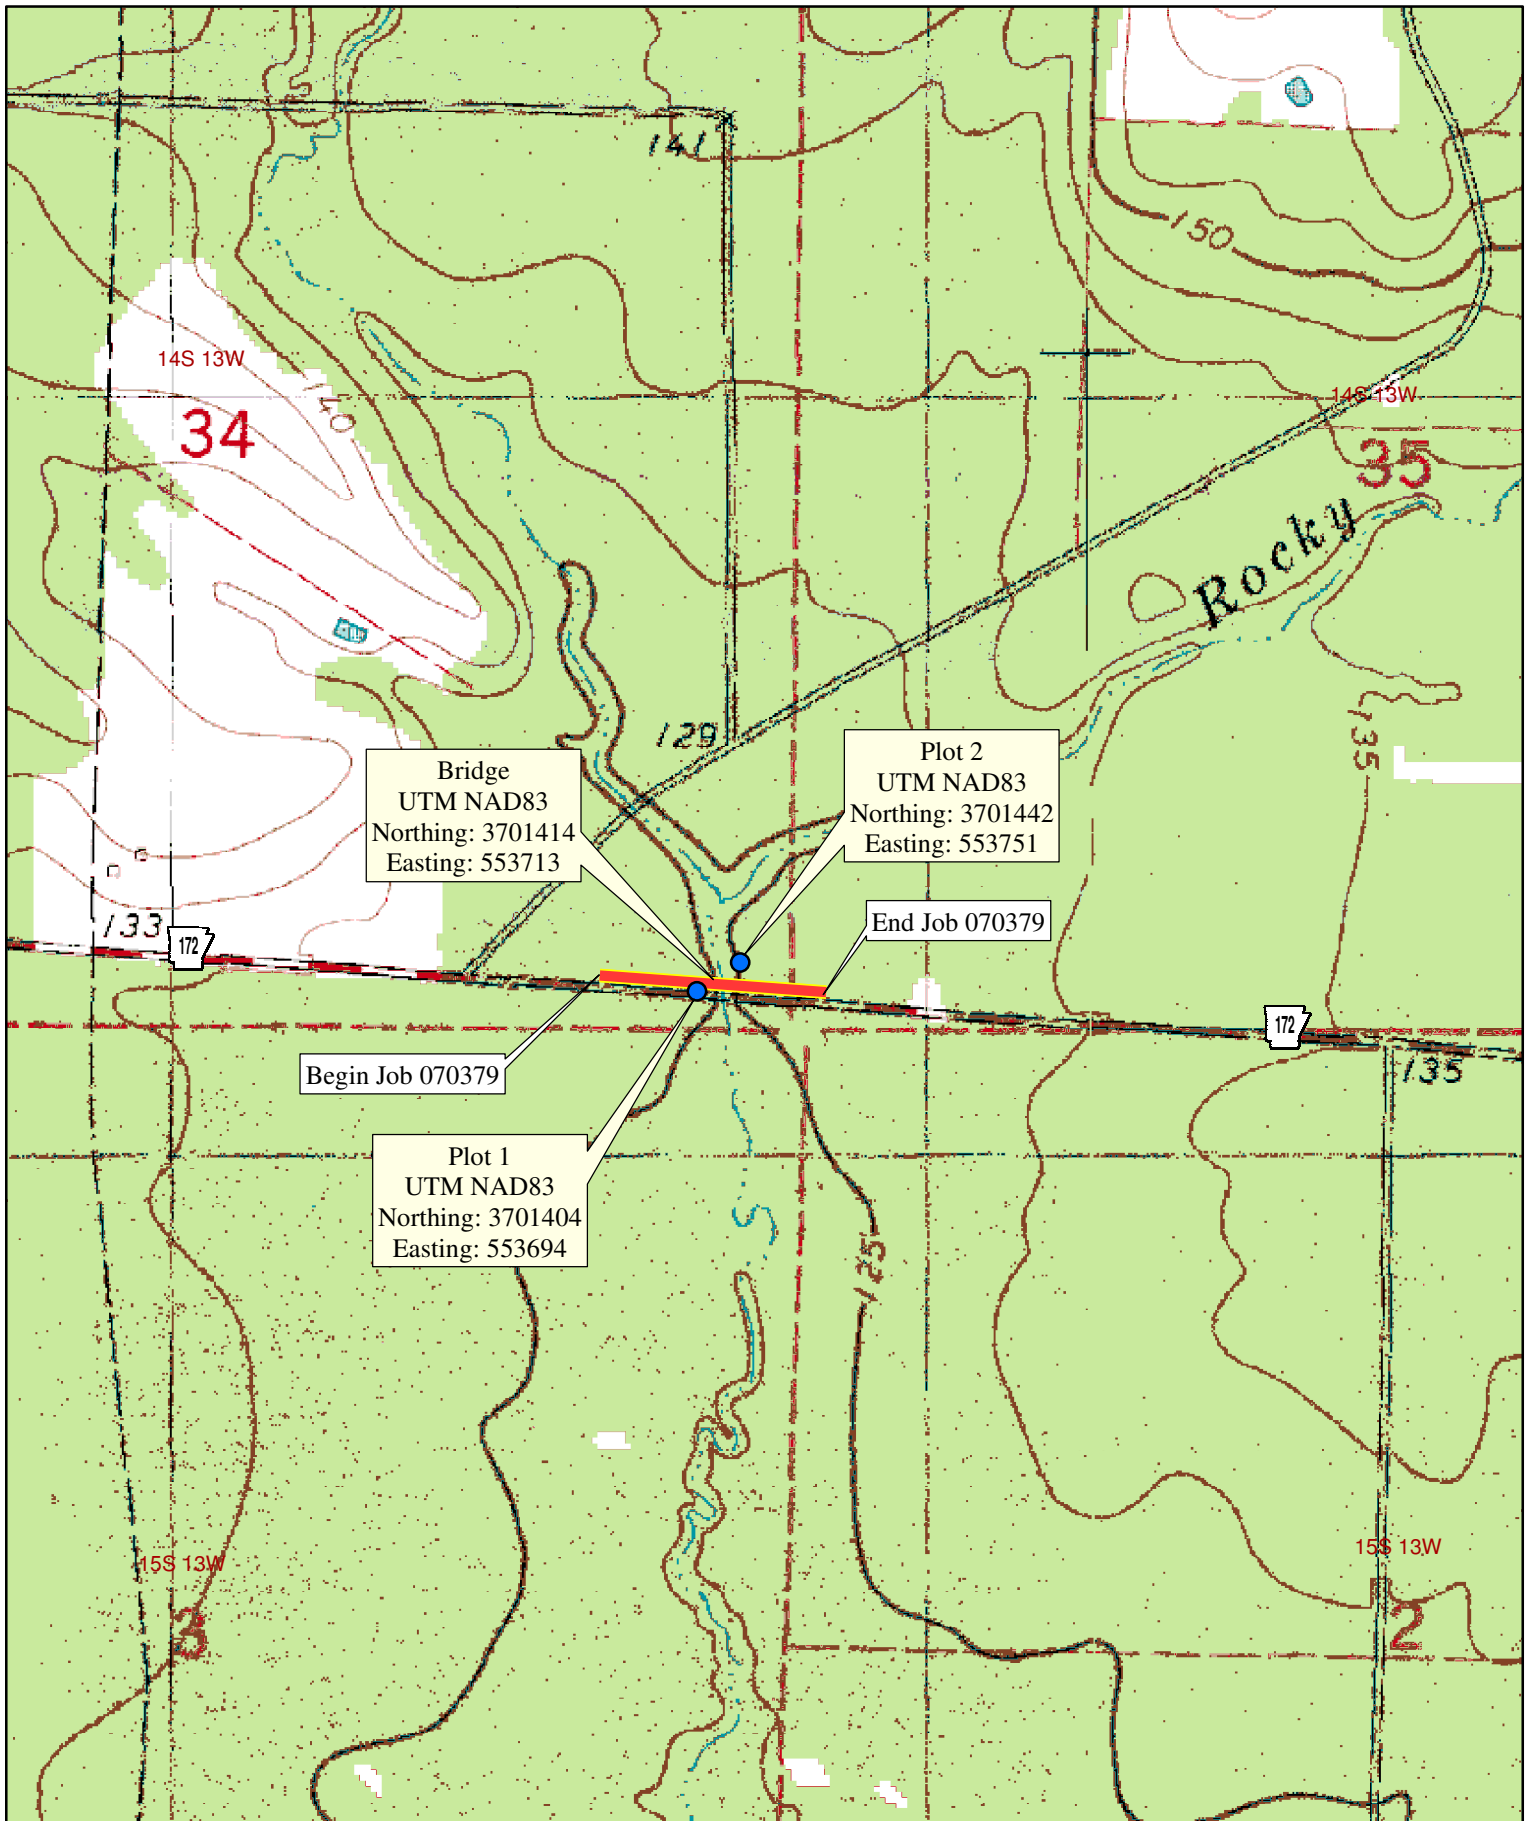 141
150
14S 13W
14S 13W
140
34
35
Rocky
129
135
Bridge
UTM NAD83
Northing: 3701414
Easting: 553713
Plot 2
UTM NAD83
Northing: 3701442
Easting: 553751
133
172
End Job 070379
172
Begin Job 070379
135
Plot 1
UTM NAD83
Northing: 3701404
Easting: 553694
125
15S 13W
15S 13W
3
2